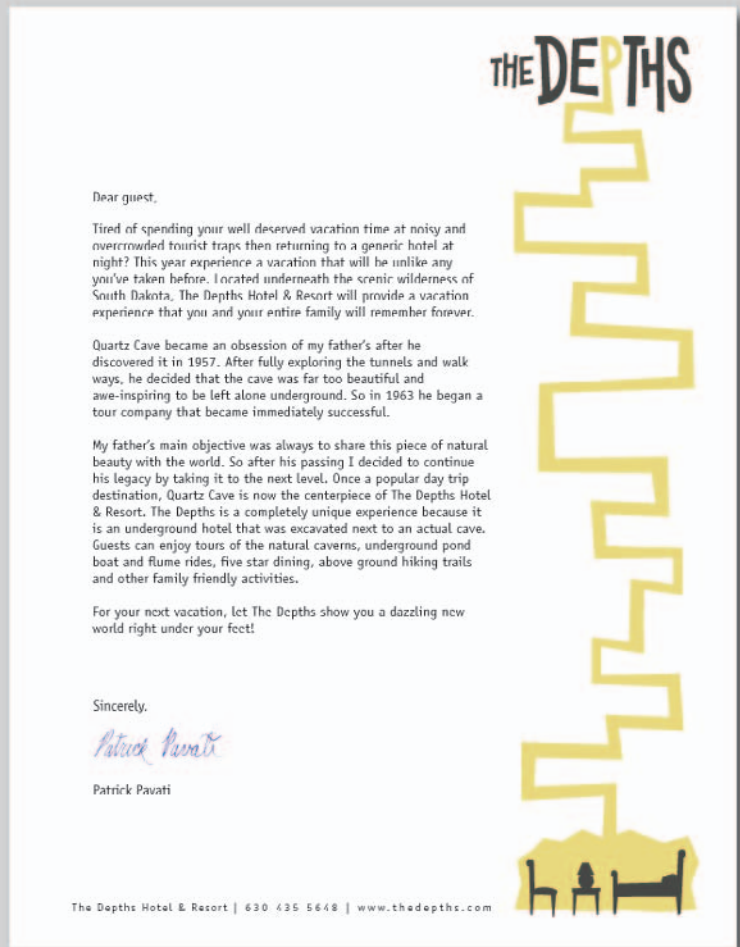 THE DEPTHS
Dear guest,
Tired of spending your well deserved vacation time at noisy and
overcrowded tourist traps then returning to a generic hotel at
night? This year experience a vacation that will be unlike any
you've taken before. Located underneath the scenic wilderness of
South Dakota, The Depths Hotel & Resort will provide a vacation
experience that you and your entire family will remember forever.
Quartz Cave became an obsession of my father's after he
discovered it in 1957. After fully exploring the tunnels and walk
ways, he decided that the cave was far too beautiful and
awe-inspiring to be left alone underground. So in 1963 he began a
tour company that became immediately successful.
My father's main objective was always to share this piece of natural
beauty with the world. So after his passing I decided to continue
his legacy by taking it to the next level. Once a popular day trip
destination, Quartz Cave is now the centerpiece of The Depths Hotel
& Resort. The Depths is a completely unique experience because it
is an underground hotel that was excavated next to an actual cave.
Guests can enjoy tours of the natural caverns, underground pond
boat and flume rides, five star dining, above ground hiking trails
and other family friendly activities.
For your next vacation, let The Depths show you a dazzling new
world right under your feet!
Sincerely,
Patrick Pavati
Patrick Pavati
The Depths Hotel & Resort | 630 435 5648 | www.thedepths.com